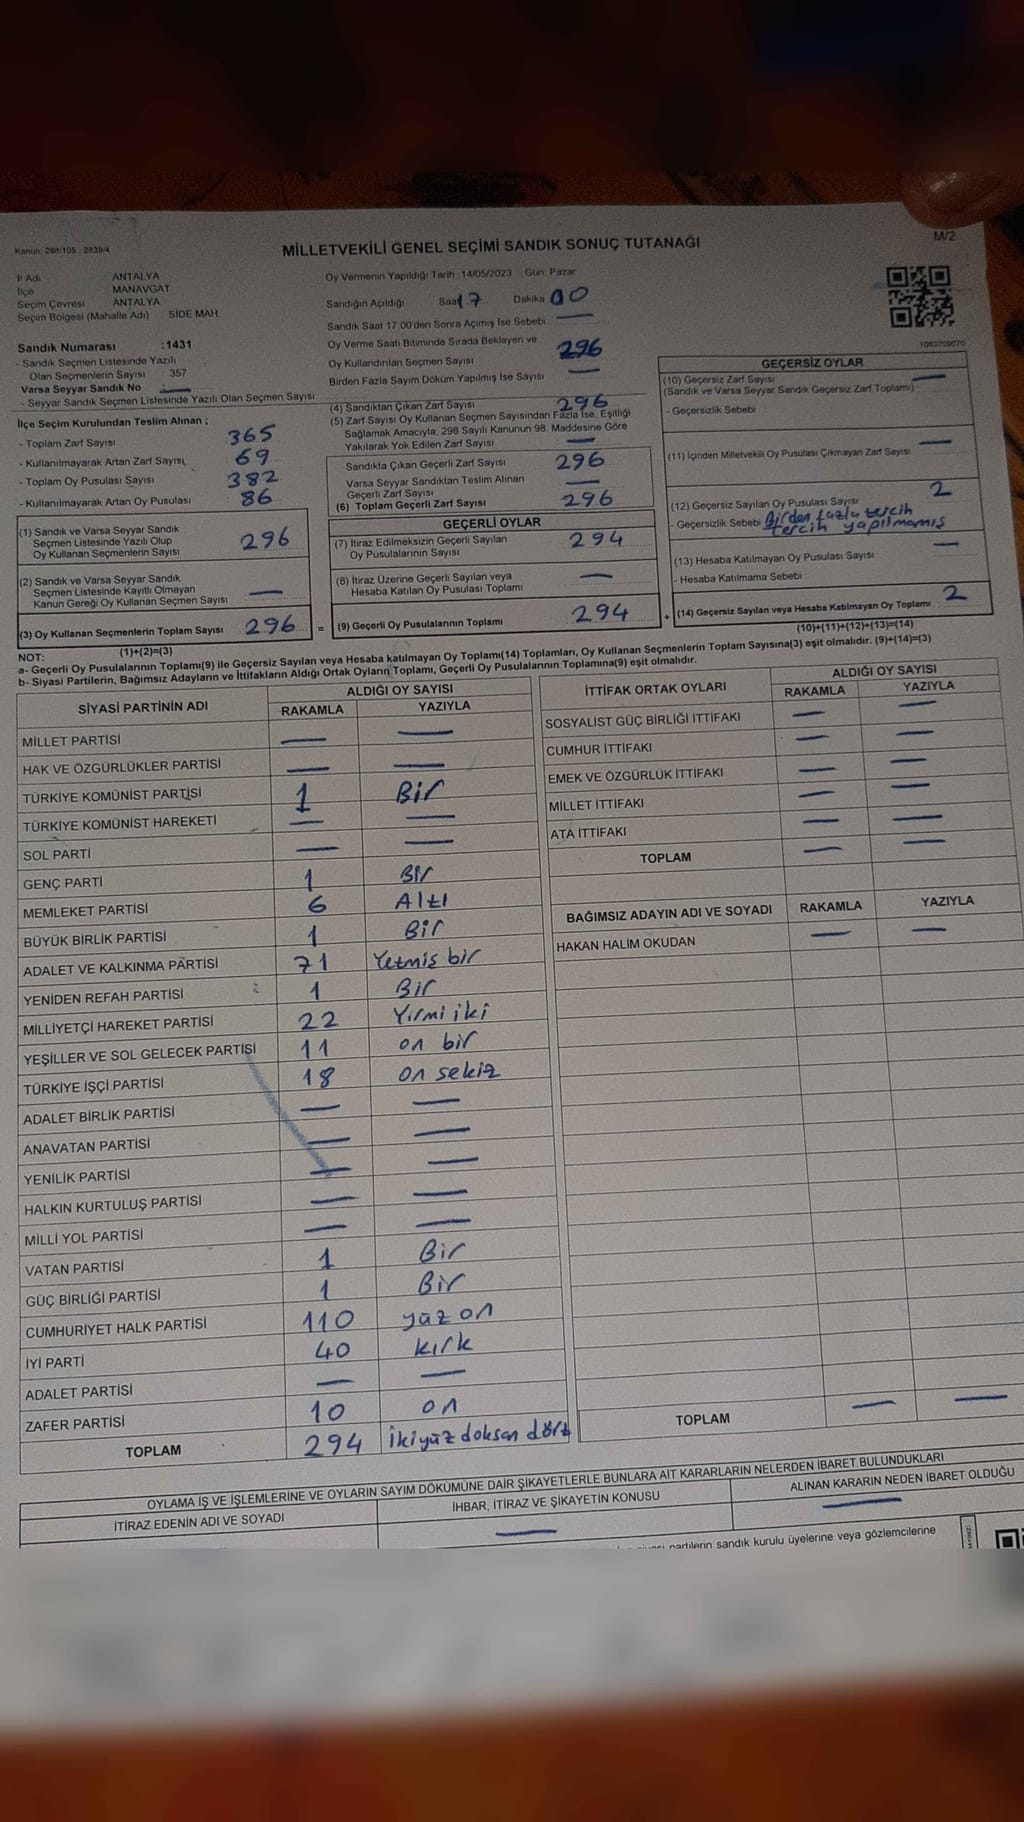 Kanun: 298/105 , 2839/4
MİLLETVEKİLİ GENEL SEÇİMİ SANDIK SONUÇ TUTANAĞI
M/2
İl Adı ANTALYA
İlçe MANAVGAT
Seçim Çevresi ANTALYA
Seçim Bölgesi (Mahalle Adı) : SİDE MAH.
Sandık Numarası :1431
- Sandık Seçmen Listesinde Yazılı
Olan Seçmenlerin Sayısı 357
Varsa Seyyar Sandık No —
- Seyyar Sandık Seçmen Listesinde Yazılı Olan Seçmen Sayısı
Oy Vermenin Yapıldığı Tarih :14/05/2023 Gün: Pazar
Sandığın Açıldığı Saat 17 Dakika 00
Sandık Saat 17:00'den Sonra Açımış İse Sebebi : —
Oy Verme Saati Bitiminde Sırada Bekleyen ve
Oy Kullandırılan Seçmen Sayısı 296
Birden Fazla Sayım Döküm Yapılmış İse Sayısı —
İlçe Seçim Kurulundan Teslim Alınan ;
- Toplam Zarf Sayısı 365
- Kullanılmayarak Artan Zarf Sayısı 69
- Toplam Oy Pusulası Sayısı 382
- Kullanılmayarak Artan Oy Pusulası 86
(1) Sandık ve Varsa Seyyar Sandık
Seçmen Listesinde Yazılı Olup
Oy Kullanan Seçmenlerin Sayısı 296
(2) Sandık ve Varsa Seyyar Sandık
Seçmen Listesinde Kayıtlı Olmayan
Kanun Gereği Oy Kullanan Seçmen Sayısı —
(3) Oy Kullanan Seçmenlerin Toplam Sayısı 296 =
(1)+(2)=(3)
(4) Sandıktan Çıkan Zarf Sayısı 296
(5) Zarf Sayısı Oy Kullanan Seçmen Sayısından Fazla İse, Eşitliği
Sağlamak Amacıyla, 298 Sayılı Kanunun 98. Maddesine Göre
Yakılarak Yok Edilen Zarf Sayısı —
Sandıkta Çıkan Geçerli Zarf Sayısı 296
Varsa Seyyar Sandıktan Teslim Alınan
Geçerli Zarf Sayısı —
(6) Toplam Geçerli Zarf Sayısı 296
GEÇERLİ OYLAR
(7) İtiraz Edilmeksizin Geçerli Sayılan
Oy Pusulalarının Sayısı 294
(8) İtiraz Üzerine Geçerli Sayılan veya
Hesaba Katılan Oy Pusulası Toplamı —
(9) Geçerli Oy Pusulalarının Toplamı 294 +
GEÇERSİZ OYLAR
(10) Geçersiz Zarf Sayısı —
(Sandık ve Varsa Seyyar Sandık Geçersiz Zarf Toplamı) :
- Geçersizlik Sebebi :
(11) İçinden Milletvekili Oy Pusulası Çıkmayan Zarf Sayısı —
(12) Geçersiz Sayılan Oy Pusulası Sayısı 2
- Geçersizlik Sebebi Birden fazla tercih
tercih yapılmamış
(13) Hesaba Katılmayan Oy Pusulası Sayısı —
- Hesaba Katılmama Sebebi :
(14) Geçersiz Sayılan veya Hesaba Katılmayan Oy Toplamı 2
(10)+(11)+(12)+(13)=(14)
NOT:
a- Geçerli Oy Pusulasının Toplamı(9) ile Geçersiz Sayılan veya Hesaba katılmayan Oy Toplamı(14) Toplamları, Oy Kullanan Seçmenlerin Toplam Sayısına(3) eşit olmalıdır. (9)+(14)=(3)
b- Siyasi Partilerin, Bağımsız Adayların ve İttifakların Aldığı Ortak Oyların Toplamı, Geçerli Oy Pusulalarının Toplamına(9) eşit olmalıdır.
SİYASİ PARTİNİN ADI
ALDIĞI OY SAYISI
RAKAMLA YAZIYLA
MİLLET PARTİSİ — —
HAK VE ÖZGÜRLÜKLER PARTİSİ — —
TÜRKİYE KOMÜNİST PARTİSİ 1 Bir
TÜRKİYE KOMÜNİST HAREKETİ — —
SOL PARTİ — —
GENÇ PARTİ 1 Bir
MEMLEKET PARTİSİ 6 Altı
BÜYÜK BİRLİK PARTİSİ 1 Bir
ADALET VE KALKINMA PARTİSİ 71 Yetmiş bir
YENİDEN REFAH PARTİSİ 1 Bir
MİLLİYETÇİ HAREKET PARTİSİ 22 Yirmi iki
YEŞİLLER VE SOL GELECEK PARTİSİ 11 on bir
TÜRKİYE İŞÇİ PARTİSİ 18 on sekiz
ADALET BİRLİK PARTİSİ — —
ANAVATAN PARTİSİ — —
YENİLİK PARTİSİ — —
HALKIN KURTULUŞ PARTİSİ — —
MİLLİ YOL PARTİSİ — —
VATAN PARTİSİ 1 Bir
GÜÇ BİRLİĞİ PARTİSİ 1 Bir
CUMHURİYET HALK PARTİSİ 110 yüz on
İYİ PARTİ 40 kırk
ADALET PARTİSİ — —
ZAFER PARTİSİ 10 on
TOPLAM 294 ikiyüz doksan dört
İTTİFAK ORTAK OYLARI
ALDIĞI OY SAYISI
RAKAMLA YAZIYLA
SOSYALİST GÜÇ BİRLİĞİ İTTİFAKI — —
CUMHUR İTTİFAKI — —
EMEK VE ÖZGÜRLÜK İTTİFAKI — —
MİLLET İTTİFAKI — —
ATA İTTİFAKI — —
TOPLAM — —
BAĞIMSIZ ADAYIN ADI VE SOYADI RAKAMLA YAZIYLA
HAKAN HALİM OKUDAN — —
TOPLAM — —
OYLAMA İŞ VE İŞLEMLERİNE VE OYLARIN SAYIM DÖKÜMÜNE DAİR ŞİKAYETLERLE BUNLARA AİT KARARLARIN NELERDEN İBARET BULUNDUKLARI
İTİRAZ EDENİN ADI VE SOYADI İHBAR, İTİRAZ VE ŞİKAYETİN KONUSU ALINAN KARARIN NEDEN İBARET OLDUĞU
— —
partilerin sandık kurulu üyelerine veya gözlemcilerine